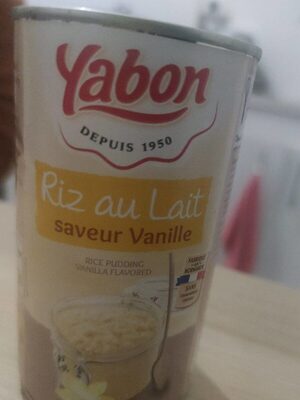 Yabon
DEPUIS 1950
Riz au Lait
saveur Vanille
RICE PUDDING
VANILLA FLAVORED